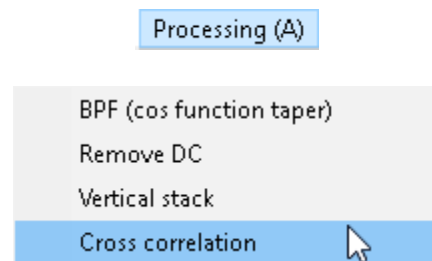 Processing (A)
BPF (cos function taper)
Remove DC
Vertical stack
Cross correlation